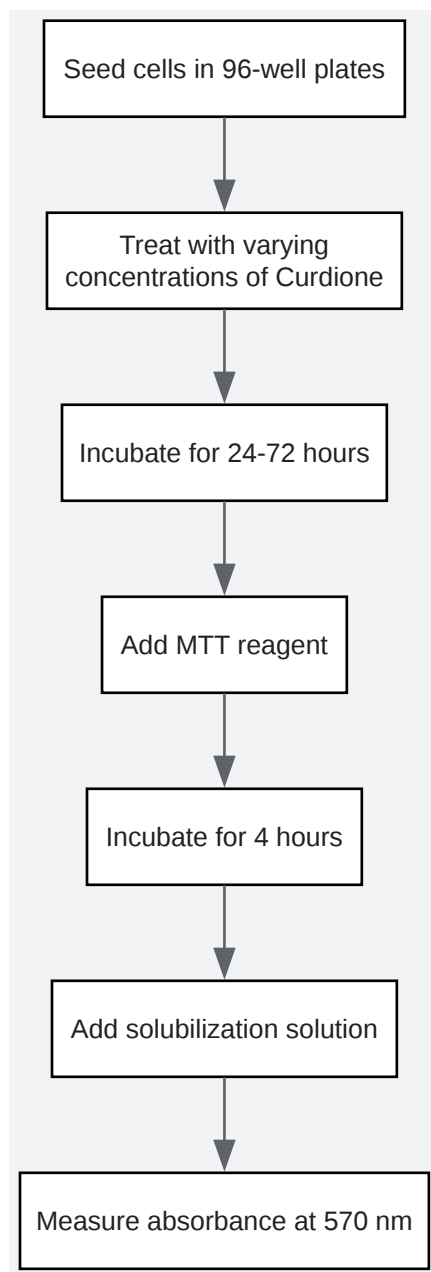 Seed cells in 96-well plates
Treat with varying
concentrations of Curdione
Incubate for 24-72 hours
Add MTT reagent
Incubate for 4 hours
Add solubilization solution
Measure absorbance at 570 nm